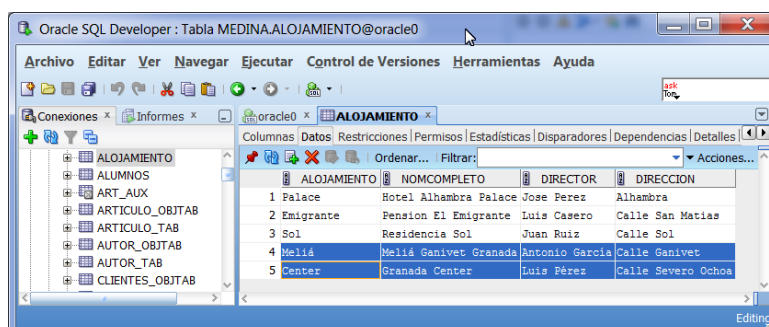 Oracle SQL Developer : Tabla MEDINA.ALOJAMIENTO@oracle0
Archivo Editar Ver Navegar Ejecutar Control de Versiones Herramientas Ayuda
ask Tom
Conexiones Informes oracle0 ALOJAMIENTO
Columnas Datos Restricciones Permisos Estadísticas Disparadores Dependencias Detalles
Ordenar... Filtrar: Acciones...
ALOJAMIENTO
ALUMNOS
ART_AUX
ARTICULO_OBJTAB
ARTICULO_TAB
AUTOR_OBJTAB
AUTOR_TAB
CLIENTES_OBJTAB
ALOJAMIENTO NOMCOMPLETO DIRECTOR DIRECCION
1 Palace Hotel Alhambra Palace Jose Perez Alhambra
2 Emigrante Pension El Emigrante Luis Casero Calle San Matias
3 Sol Residencia Sol Juan Ruiz Calle Sol
4 Meliá Meliá Ganivet Granada Antonio García Calle Ganivet
5 Center Granada Center Luis Pérez Calle Severo Ochoa
Editing